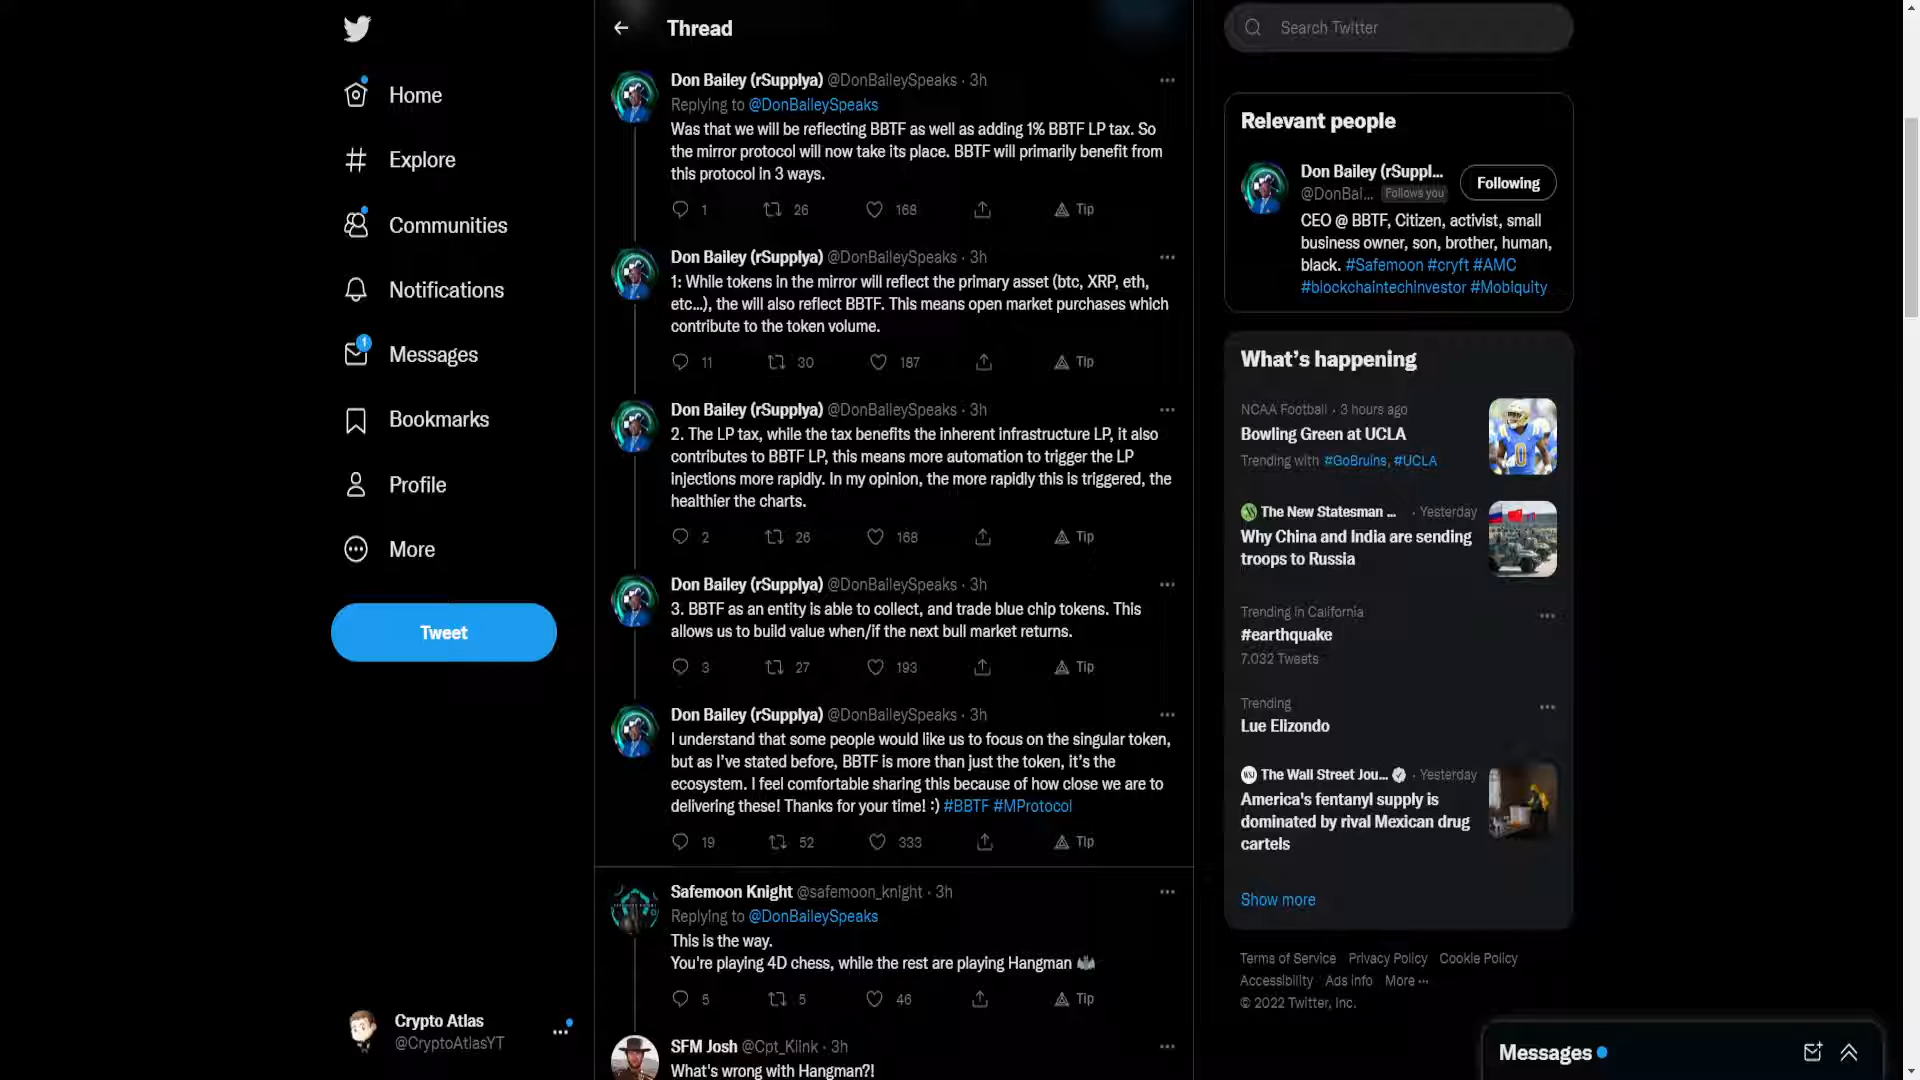 Home
Explore
Communities
Notifications
1
Messages
Bookmarks
Profile
More
Tweet
Crypto Atlas
@CryptoAtlasYT
Thread
Don Bailey (rSupplya) @DonBaileySpeaks · 3h
Replying to @DonBaileySpeaks
Was that we will be reflecting BBTF as well as adding 1% BBTF LP tax. So
the mirror protocol will now take its place. BBTF will primarily benefit from
this protocol in 3 ways.
1 26 168 Tip
Don Bailey (rSupplya) @DonBaileySpeaks · 3h
1: While tokens in the mirror will reflect the primary asset (btc, XRP, eth,
etc...), the will also reflect BBTF. This means open market purchases which
contribute to the token volume.
11 30 187 Tip
Don Bailey (rSupplya) @DonBaileySpeaks · 3h
2. The LP tax, while the tax benefits the inherent infrastructure LP, it also
contributes to BBTF LP, this means more automation to trigger the LP
injections more rapidly. In my opinion, the more rapidly this is triggered, the
healthier the charts.
2 26 168 Tip
Don Bailey (rSupplya) @DonBaileySpeaks · 3h
3. BBTF as an entity is able to collect, and trade blue chip tokens. This
allows us to build value when/if the next bull market returns.
3 27 193 Tip
Don Bailey (rSupplya) @DonBaileySpeaks · 3h
I understand that some people would like us to focus on the singular token,
but as I've stated before, BBTF is more than just the token, it's the
ecosystem. I feel comfortable sharing this because of how close we are to
delivering these! Thanks for your time! :) #BBTF #MProtocol
19 52 333 Tip
Safemoon Knight @safemoon_knight · 3h
Replying to @DonBaileySpeaks
This is the way.
You're playing 4D chess, while the rest are playing Hangman
5 5 46 Tip
SFM Josh @Cpt_Klink · 3h
What's wrong with Hangman?!
Search Twitter
Relevant people
Don Bailey (rSuppl...
@DonBai... Follows you
Following
CEO @ BBTF, Citizen, activist, small
business owner, son, brother, human,
black. #Safemoon #cryft #AMC
#blockchaintechinvestor #Mobiquity
What's happening
NCAA Football · 3 hours ago
Bowling Green at UCLA
Trending with #GoBruins, #UCLA
The New Statesman ... · Yesterday
Why China and India are sending
troops to Russia
Trending in California
#earthquake
7,032 Tweets
Trending
Lue Elizondo
WSJ The Wall Street Jou... · Yesterday
America's fentanyl supply is
dominated by rival Mexican drug
cartels
Show more
Terms of Service Privacy Policy Cookie Policy
Accessibility Ads info More ···
© 2022 Twitter, Inc.
Messages